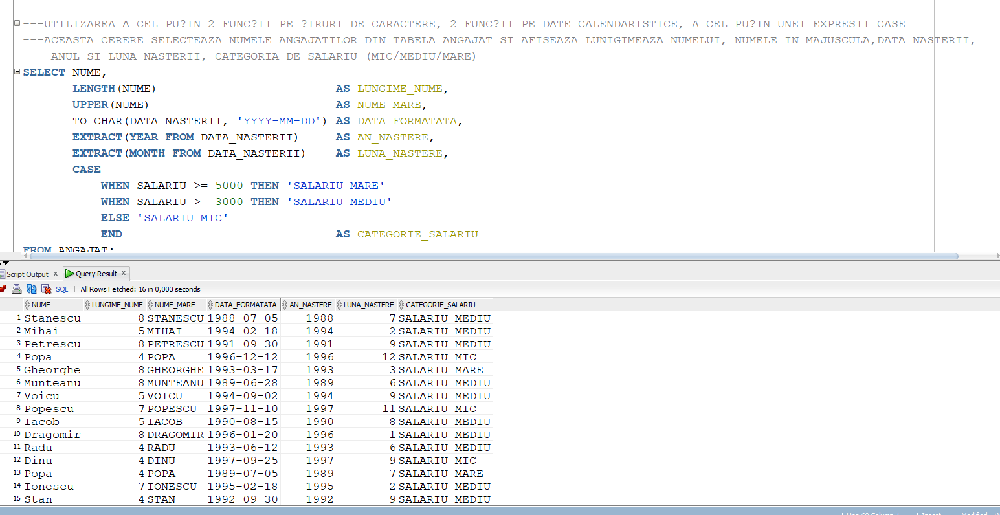 ---UTILIZAREA A CEL PU?IN 2 FUNC?II PE ?IRURI DE CARACTERE, 2 FUNC?II PE DATE CALENDARISTICE, A CEL PU?IN UNEI EXPRESII CASE
---ACEASTA CERERE SELECTEAZA NUMELE ANGAJATILOR DIN TABELA ANGAJAT SI AFISEAZA LUNIGIMEAZA NUMELUI, NUMELE IN MAJUSCULA,DATA NASTERII,
--- ANUL SI LUNA NASTERII, CATEGORIA DE SALARIU (MIC/MEDIU/MARE)
SELECT NUME,
LENGTH(NUME) AS LUNGIME_NUME,
UPPER(NUME) AS NUME_MARE,
TO_CHAR(DATA_NASTERII, 'YYYY-MM-DD') AS DATA_FORMATATA,
EXTRACT(YEAR FROM DATA_NASTERII) AS AN_NASTERE,
EXTRACT(MONTH FROM DATA_NASTERII) AS LUNA_NASTERE,
CASE
WHEN SALARIU >= 5000 THEN 'SALARIU MARE'
WHEN SALARIU >= 3000 THEN 'SALARIU MEDIU'
ELSE 'SALARIU MIC'
END AS CATEGORIE_SALARIU
FROM ANGAJAT;
Script Output x Query Result x
SQL | All Rows Fetched: 16 in 0,003 seconds
NUME LUNGIME_NUME NUME_MARE DATA_FORMATATA AN_NASTERE LUNA_NASTERE CATEGORIE_SALARIU
1 Stanescu 8 STANESCU 1988-07-05 1988 7 SALARIU MEDIU
2 Mihai 5 MIHAI 1994-02-18 1994 2 SALARIU MEDIU
3 Petrescu 8 PETRESCU 1991-09-30 1991 9 SALARIU MEDIU
4 Popa 4 POPA 1996-12-12 1996 12 SALARIU MIC
5 Gheorghe 8 GHEORGHE 1993-03-17 1993 3 SALARIU MARE
6 Munteanu 8 MUNTEANU 1989-06-28 1989 6 SALARIU MEDIU
7 Voicu 5 VOICU 1994-09-02 1994 9 SALARIU MEDIU
8 Popescu 7 POPESCU 1997-11-10 1997 11 SALARIU MIC
9 Iacob 5 IACOB 1990-08-15 1990 8 SALARIU MEDIU
10 Dragomir 8 DRAGOMIR 1996-01-20 1996 1 SALARIU MEDIU
11 Radu 4 RADU 1993-06-12 1993 6 SALARIU MEDIU
12 Dinu 4 DINU 1997-09-25 1997 9 SALARIU MIC
13 Popa 4 POPA 1989-07-05 1989 7 SALARIU MARE
14 Ionescu 7 IONESCU 1995-02-18 1995 2 SALARIU MEDIU
15 Stan 4 STAN 1992-09-30 1992 9 SALARIU MEDIU